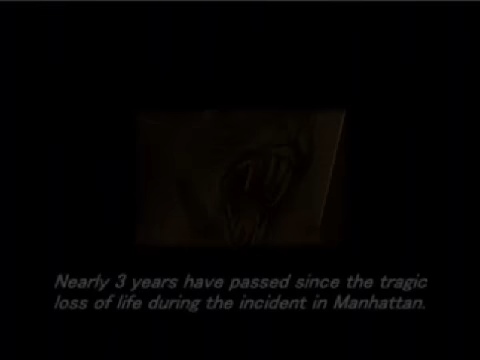 Nearly 3 years have passed since the tragic
loss of life during the incident in Manhattan.